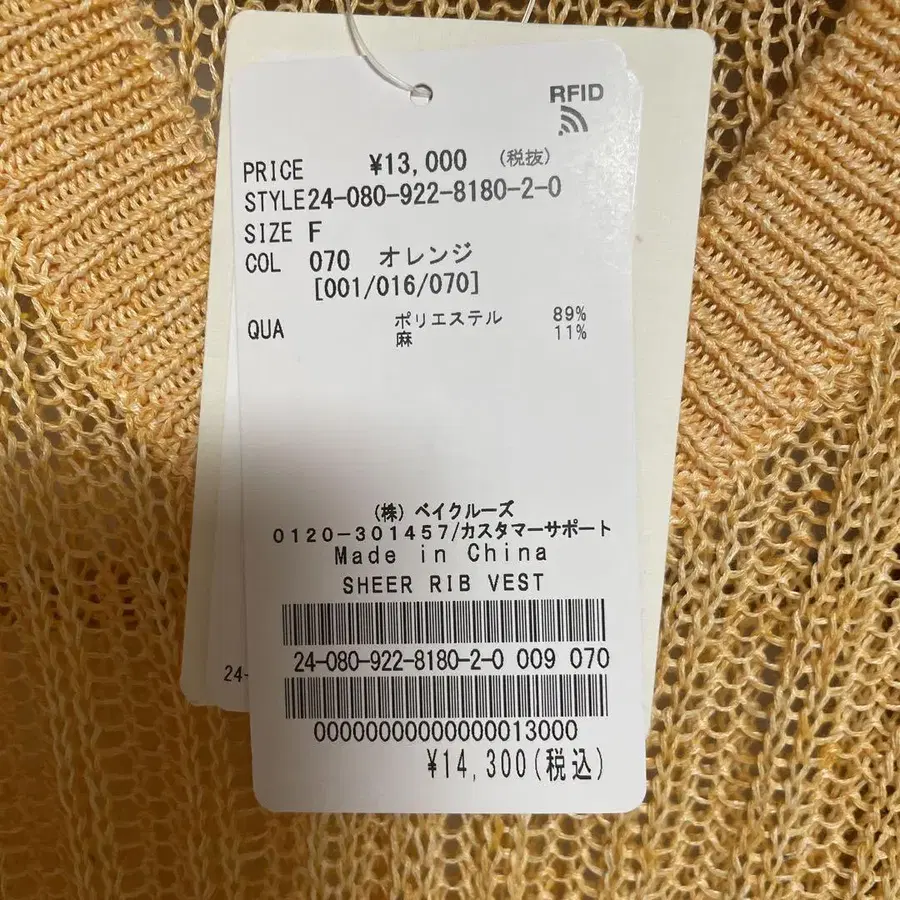 RFID
PRICE ¥13,000 (税抜)
STYLE24-080-922-8180-2-0
SIZE F
COL 070 オレンジ
[001/016/070]
QUA ポリエステル 89%
麻 11%
(株) ベイクルーズ
0120-301457/カスタマーサポート
Made in China
SHEER RIB VEST
24-080-922-8180-2-0 009 070
24-
00000000000000013000
¥14,300(税込)